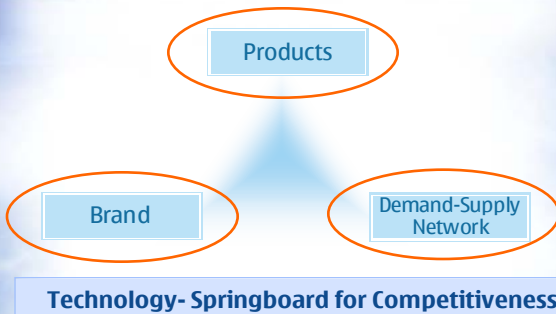 Products
Brand
Demand-Supply
Network
Technology- Springboard for Competitiveness